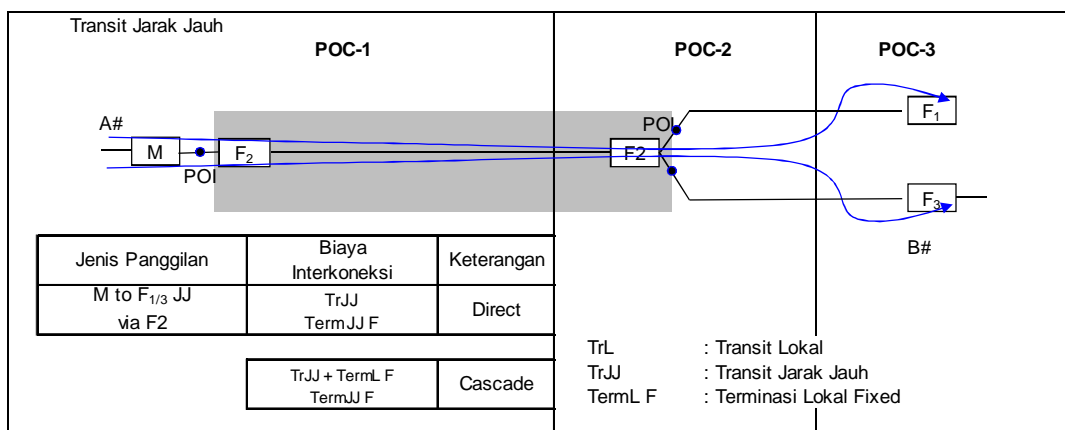 Transit Jarak Jauh
POC-1
POC-2
POC-3
A#
M
POI
F₂
POI
F2
F₁
F₃
B#
Jenis Panggilan
Biaya
Interkoneksi
Keterangan
M to F₁/₃ JJ
via F2
TrJJ
TermJJ F
Direct
TrJJ + TermL F
TermJJ F
Cascade
TrL : Transit Lokal
TrJJ : Transit Jarak Jauh
TermL F : Terminasi Lokal Fixed